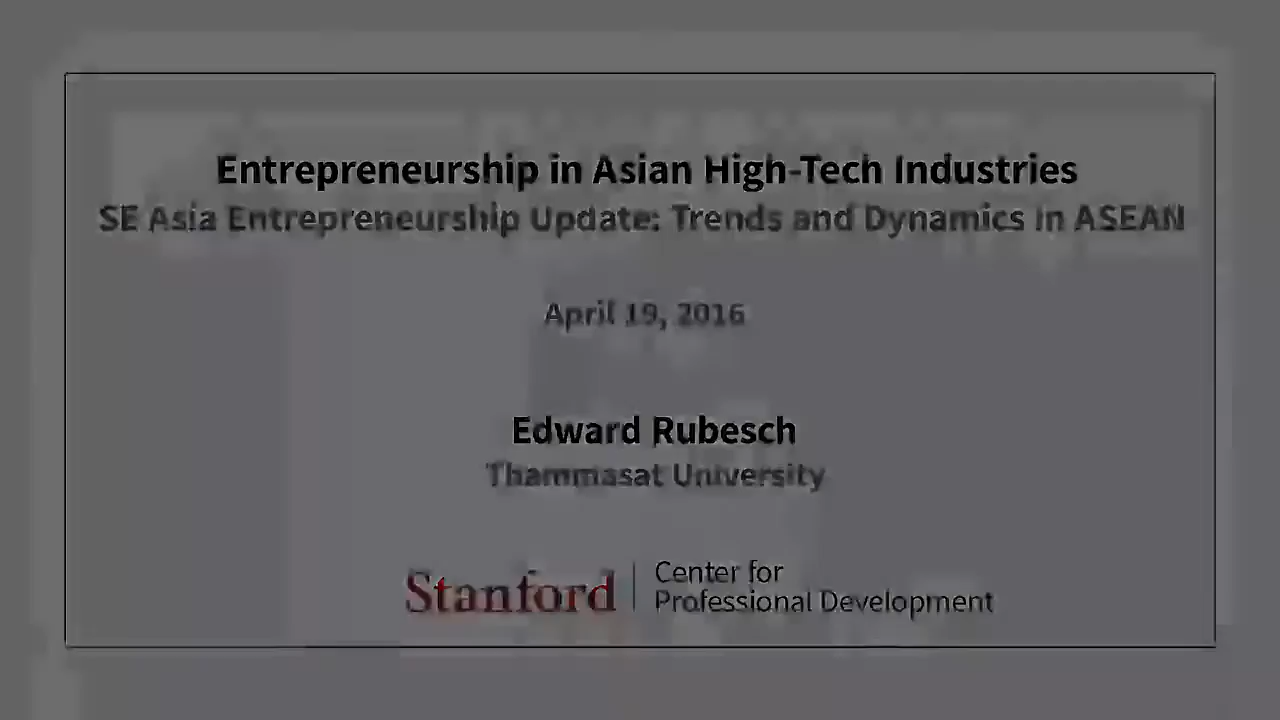 Entrepreneurship in Asian High-Tech Industries
SE Asia Entrepreneurship Update: Trends and Dynamics in ASEAN
April 19, 2016
Edward Rubesch
Thammasat University
Stanford
Center for
Professional Development